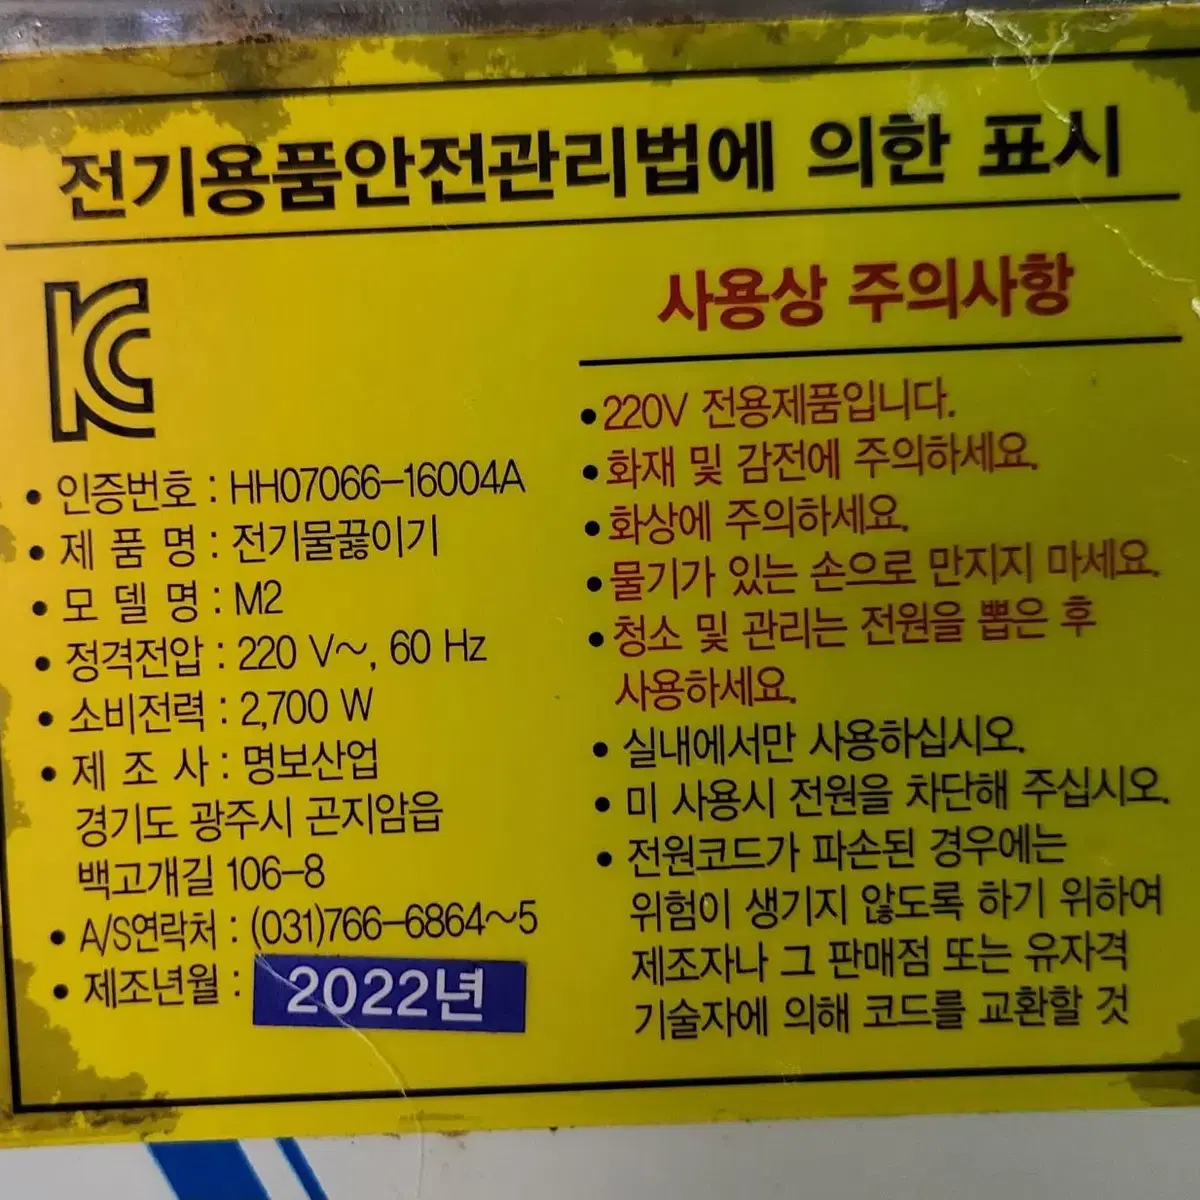 전기용품안전관리법에 의한 표시
KC
• 인증번호 : HH07066-16004A
• 제 품 명 : 전기물끓이기
• 모 델 명 : M2
• 정격전압 : 220 V~, 60 Hz
• 소비전력 : 2,700 W
• 제 조 사 : 명보산업
경기도 광주시 곤지암읍
백고개길 106-8
• A/S연락처 : (031)766-6864~5
• 제조년월 : 2022년
사용상 주의사항
• 220V 전용제품입니다.
• 화재 및 감전에 주의하세요.
• 화상에 주의하세요.
• 물기가 있는 손으로 만지지 마세요.
• 청소 및 관리는 전원을 뽑은 후
사용하세요.
• 실내에서만 사용하십시오.
• 미 사용시 전원을 차단해 주십시오.
• 전원코드가 파손된 경우에는
위험이 생기지 않도록 하기 위하여
제조자나 그 판매점 또는 유자격
기술자에 의해 코드를 교환할 것